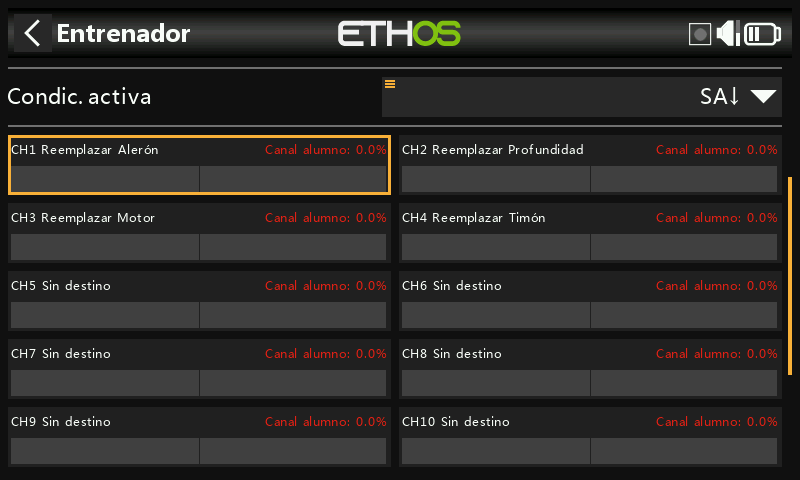 Entrenador
ETHOS
Condic. activa
SA↓
CH1 Reemplazar Alerón Canal alumno: 0.0%
CH2 Reemplazar Profundidad Canal alumno: 0.0%
CH3 Reemplazar Motor Canal alumno: 0.0%
CH4 Reemplazar Timón Canal alumno: 0.0%
CH5 Sin destino Canal alumno: 0.0%
CH6 Sin destino Canal alumno: 0.0%
CH7 Sin destino Canal alumno: 0.0%
CH8 Sin destino Canal alumno: 0.0%
CH9 Sin destino Canal alumno: 0.0%
CH10 Sin destino Canal alumno: 0.0%